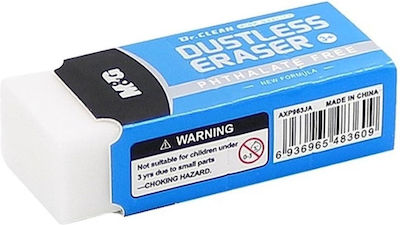 Dr.CLEAN
DUSTLESS
ERASER
3+
PHTHALATE FREE
NEW FORMULA
M&G
WARNING
Not suitable for children under
3 yrs due to small parts
—CHOKING HAZARD.
0-3
AXP963JA
MADE IN CHINA
6 936965 483609